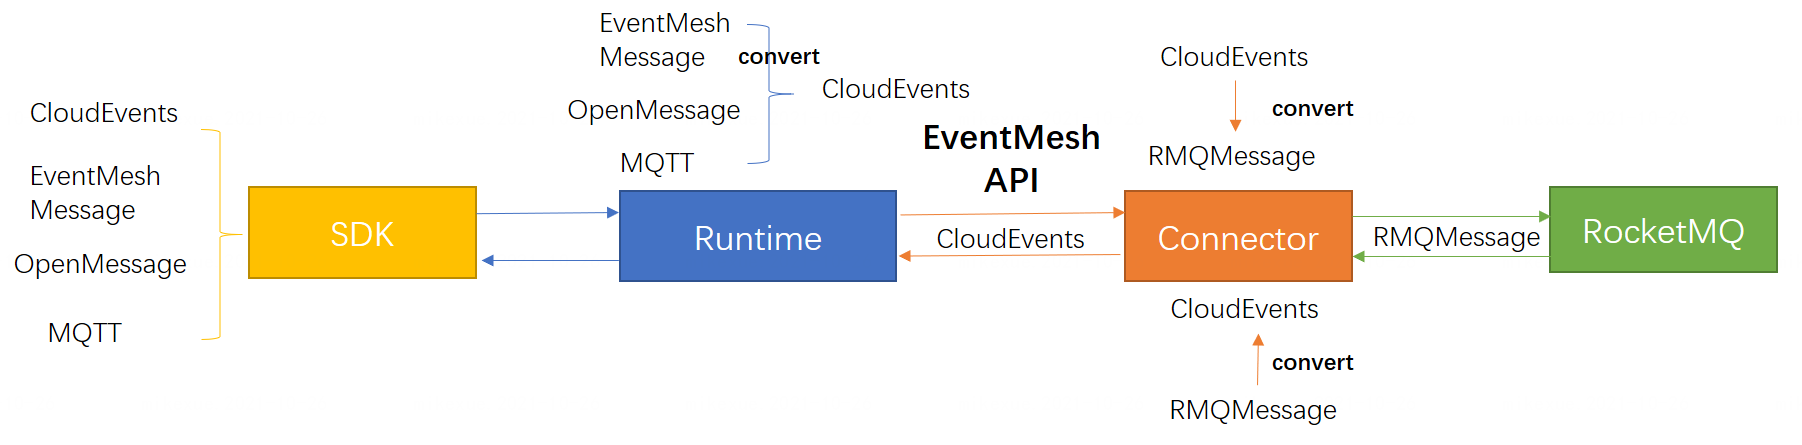 CloudEvents
EventMesh
Message
OpenMessage
MQTT
SDK
EventMesh
Message
convert
OpenMessage
MQTT
CloudEvents
Runtime
EventMesh
API
CloudEvents
CloudEvents
convert
RMQMessage
Connector
CloudEvents
convert
RMQMessage
RMQMessage
RocketMQ